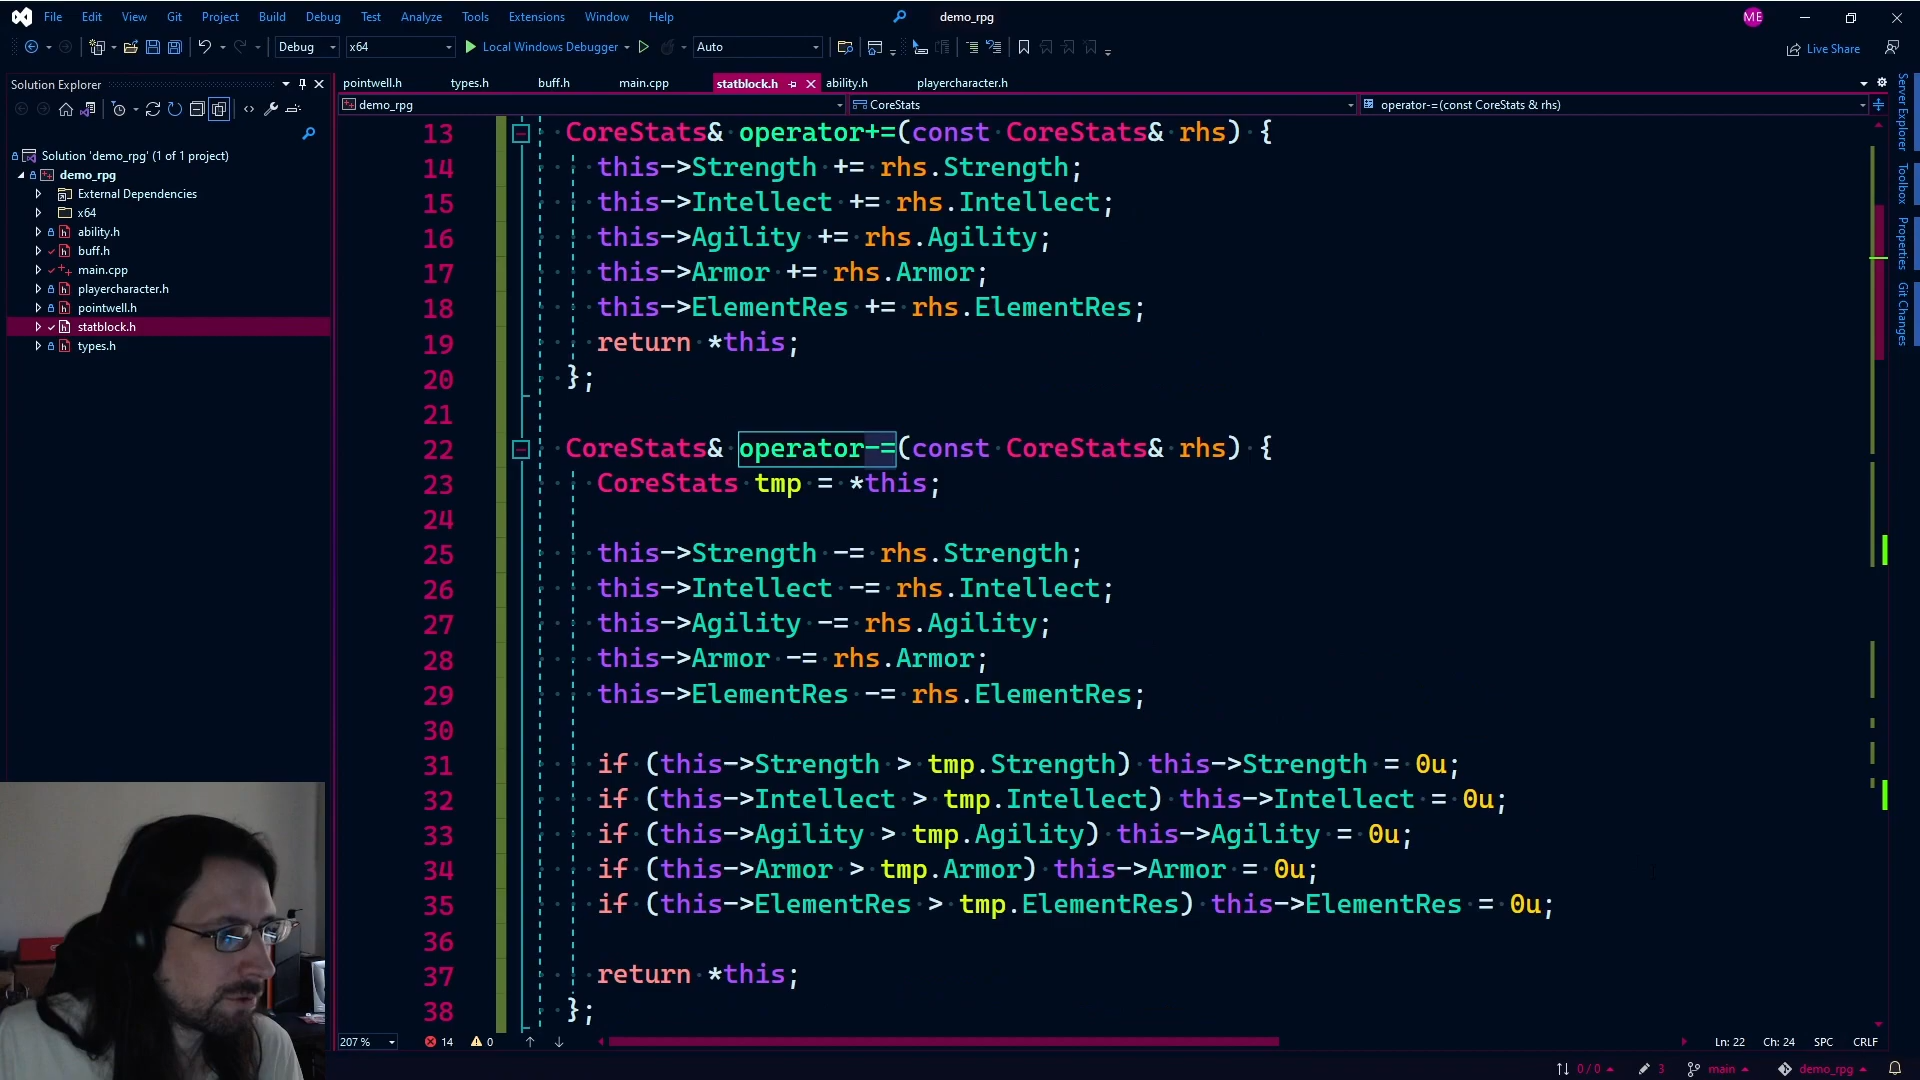 File Edit View Git Project Build Debug Test Analyze Tools Extensions Window Help demo_rpg ME
Debug x64 Local Windows Debugger Auto Live Share
Solution Explorer
pointwell.h types.h buff.h main.cpp statblock.h ability.h playercharacter.h
demo_rpg CoreStats operator-=(const CoreStats & rhs)
Solution 'demo_rpg' (1 of 1 project)
demo_rpg
External Dependencies
x64
ability.h
buff.h
main.cpp
playercharacter.h
pointwell.h
statblock.h
types.h
13 CoreStats& operator+=(const CoreStats& rhs) {
14 this->Strength += rhs.Strength;
15 this->Intellect += rhs.Intellect;
16 this->Agility += rhs.Agility;
17 this->Armor += rhs.Armor;
18 this->ElementRes += rhs.ElementRes;
19 return *this;
20 };
21
22 CoreStats& operator-=(const CoreStats& rhs) {
23 CoreStats tmp = *this;
24
25 this->Strength -= rhs.Strength;
26 this->Intellect -= rhs.Intellect;
27 this->Agility -= rhs.Agility;
28 this->Armor -= rhs.Armor;
29 this->ElementRes -= rhs.ElementRes;
30
31 if (this->Strength > tmp.Strength) this->Strength = 0u;
32 if (this->Intellect > tmp.Intellect) this->Intellect = 0u;
33 if (this->Agility > tmp.Agility) this->Agility = 0u;
34 if (this->Armor > tmp.Armor) this->Armor = 0u;
35 if (this->ElementRes > tmp.ElementRes) this->ElementRes = 0u;
36
37 return *this;
38 };
Server Explorer
Toolbox
Properties
Git Changes
207 % 14 0 Ln: 22 Ch: 24 SPC CRLF
0 / 0 3 main demo_rpg